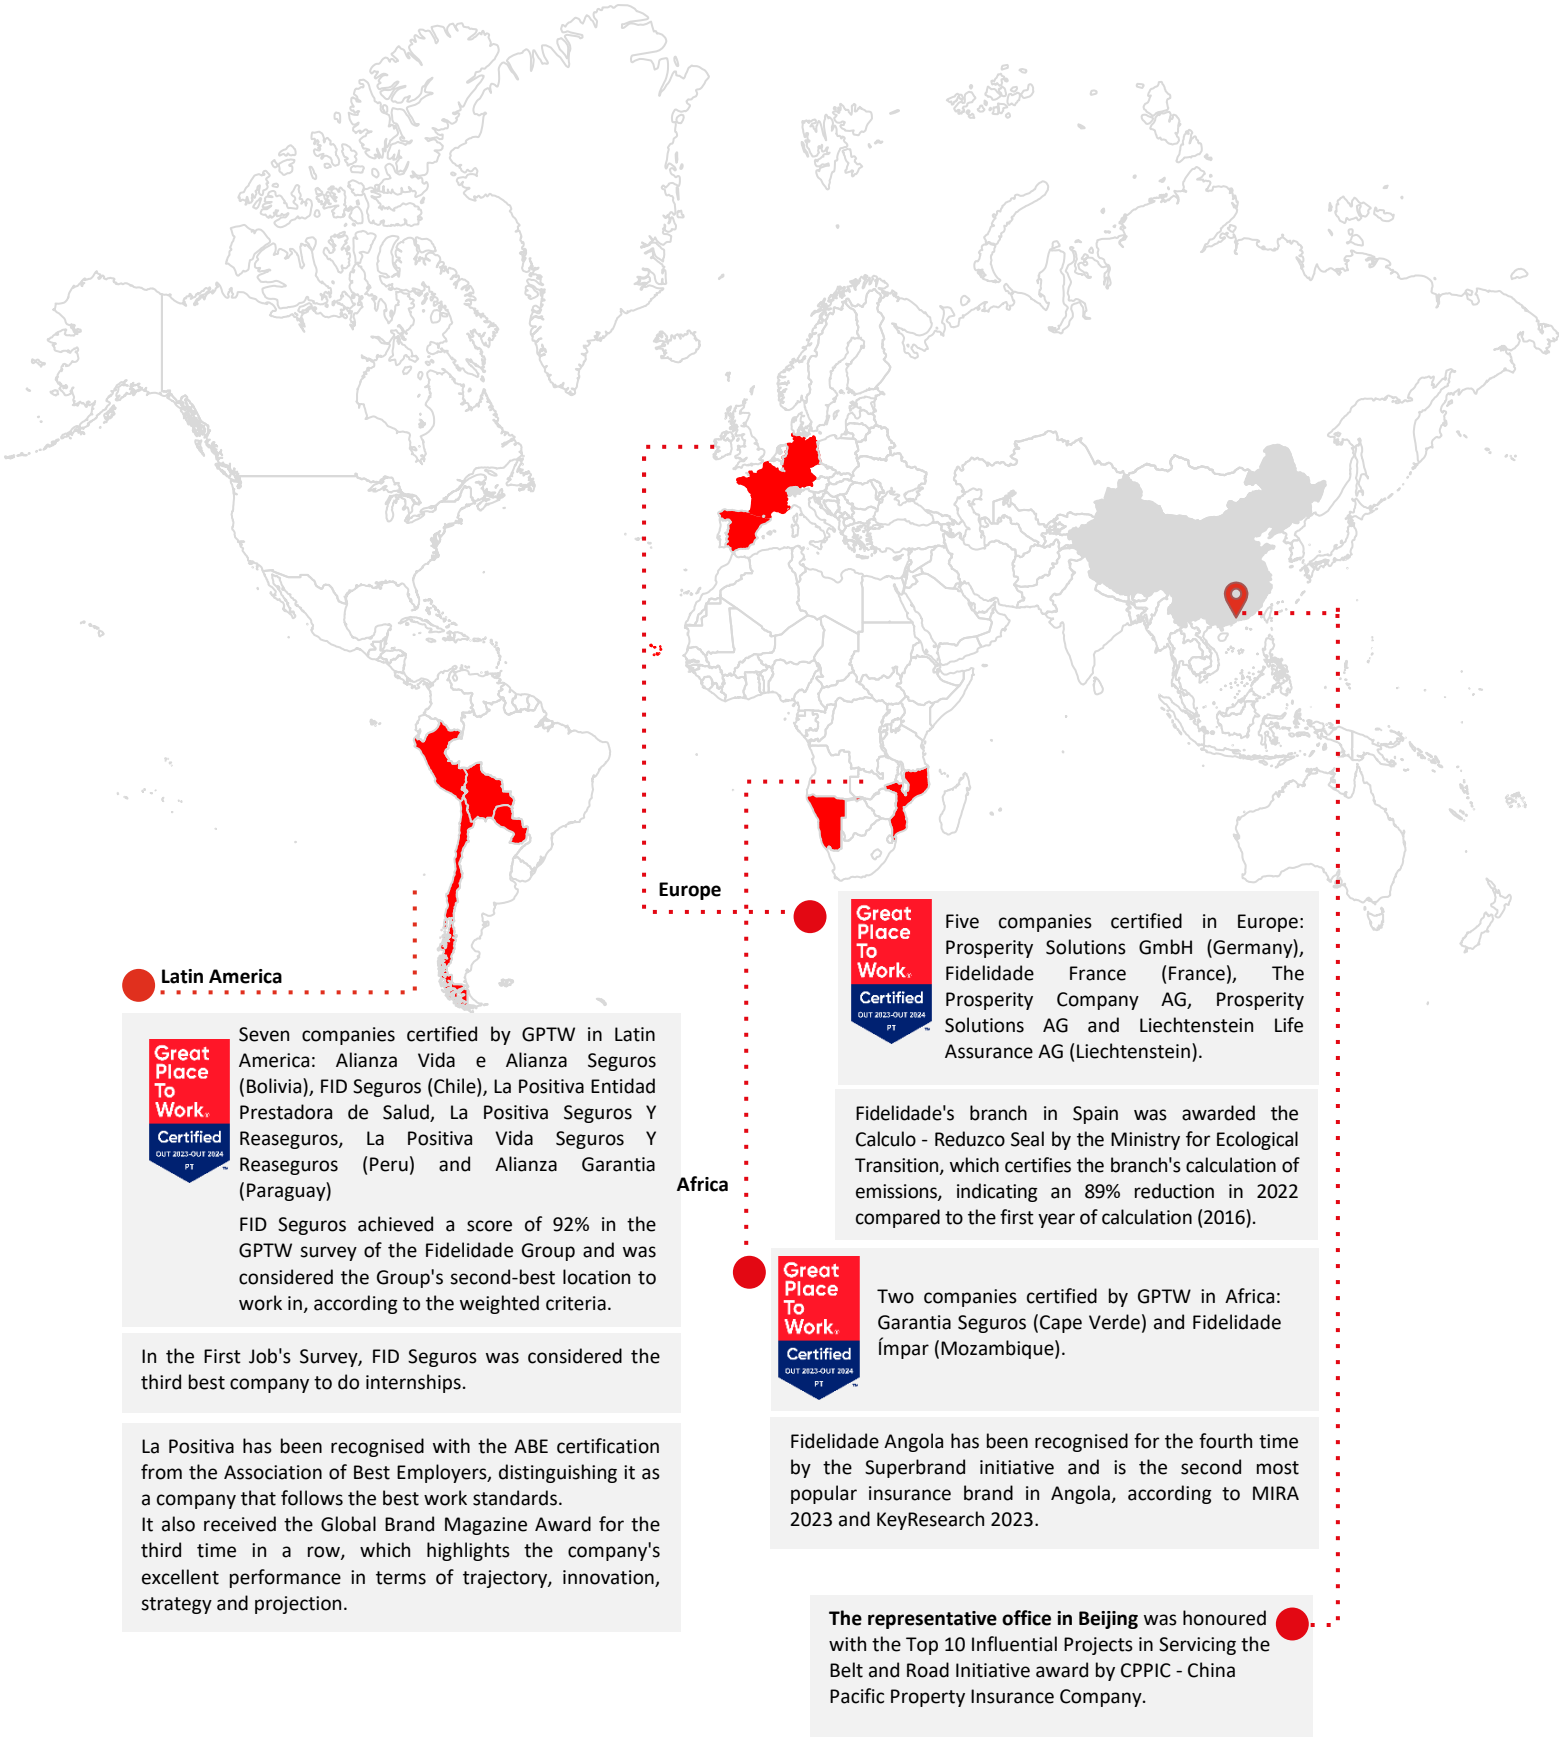 Europe
Great
Place
To
Work.
Certified
OUT 2023-OUT 2024
PT
™
Five companies certified in Europe:
Prosperity Solutions GmbH (Germany),
Fidelidade France (France), The
Prosperity Company AG, Prosperity
Solutions AG and Liechtenstein Life
Assurance AG (Liechtenstein).
Fidelidade's branch in Spain was awarded the
Calculo - Reduzco Seal by the Ministry for Ecological
Transition, which certifies the branch's calculation of
emissions, indicating an 89% reduction in 2022
compared to the first year of calculation (2016).
Latin America
Great
Place
To
Work.
Certified
OUT 2023-OUT 2024
PT
™
Seven companies certified by GPTW in Latin
America: Alianza Vida e Alianza Seguros
(Bolivia), FID Seguros (Chile), La Positiva Entidad
Prestadora de Salud, La Positiva Seguros Y
Reaseguros, La Positiva Vida Seguros Y
Reaseguros (Peru) and Alianza Garantia
(Paraguay)
FID Seguros achieved a score of 92% in the
GPTW survey of the Fidelidade Group and was
considered the Group's second-best location to
work in, according to the weighted criteria.
In the First Job's Survey, FID Seguros was considered the
third best company to do internships.
La Positiva has been recognised with the ABE certification
from the Association of Best Employers, distinguishing it as
a company that follows the best work standards.
It also received the Global Brand Magazine Award for the
third time in a row, which highlights the company's
excellent performance in terms of trajectory, innovation,
strategy and projection.
Africa
Great
Place
To
Work.
Certified
OUT 2023-OUT 2024
PT
™
Two companies certified by GPTW in Africa:
Garantia Seguros (Cape Verde) and Fidelidade
Ímpar (Mozambique).
Fidelidade Angola has been recognised for the fourth time
by the Superbrand initiative and is the second most
popular insurance brand in Angola, according to MIRA
2023 and KeyResearch 2023.
The representative office in Beijing was honoured
with the Top 10 Influential Projects in Servicing the
Belt and Road Initiative award by CPPIC - China
Pacific Property Insurance Company.